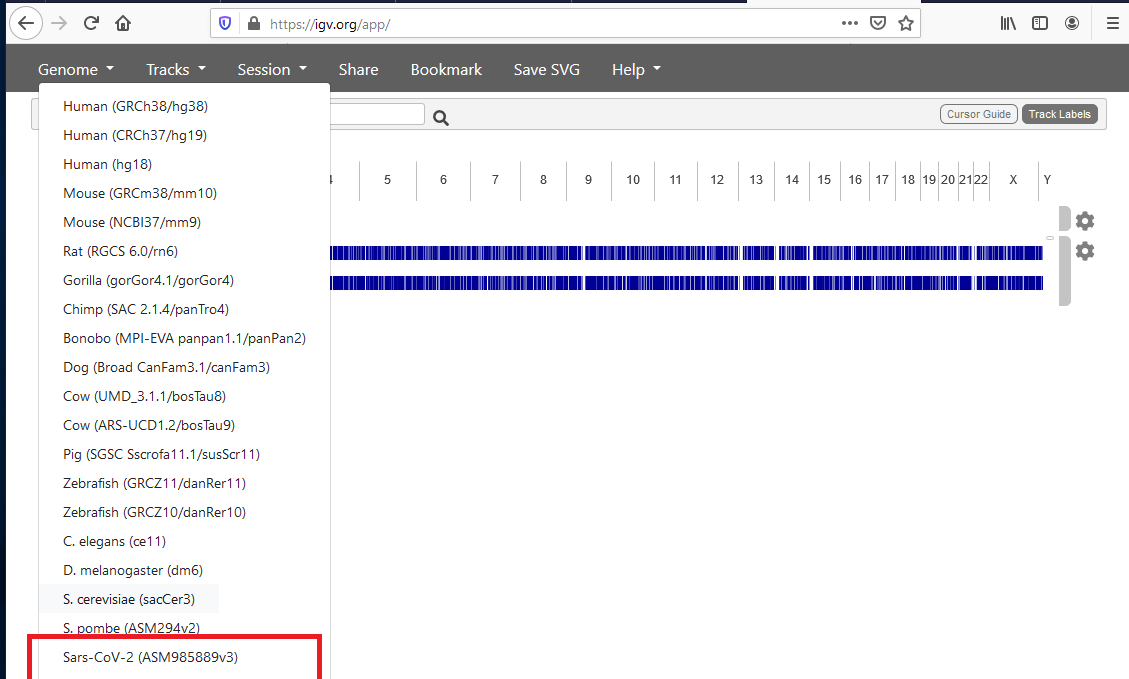 https://igv.org/app/
Genome Tracks Session Share Bookmark Save SVG Help
Cursor Guide Track Labels
Human (GRCh38/hg38)
Human (CRCh37/hg19)
Human (hg18)
Mouse (GRCm38/mm10)
Mouse (NCBI37/mm9)
Rat (RGCS 6.0/rn6)
Gorilla (gorGor4.1/gorGor4)
Chimp (SAC 2.1.4/panTro4)
Bonobo (MPI-EVA panpan1.1/panPan2)
Dog (Broad CanFam3.1/canFam3)
Cow (UMD_3.1.1/bosTau8)
Cow (ARS-UCD1.2/bosTau9)
Pig (SGSC Sscrofa11.1/susScr11)
Zebrafish (GRCZ11/danRer11)
Zebrafish (GRCZ10/danRer10)
C. elegans (ce11)
D. melanogaster (dm6)
S. cerevisiae (sacCer3)
S. pombe (ASM294v2)
Sars-CoV-2 (ASM985889v3)
4 5 6 7 8 9 10 11 12 13 14 15 16 17 18 19 20 21 22 X Y